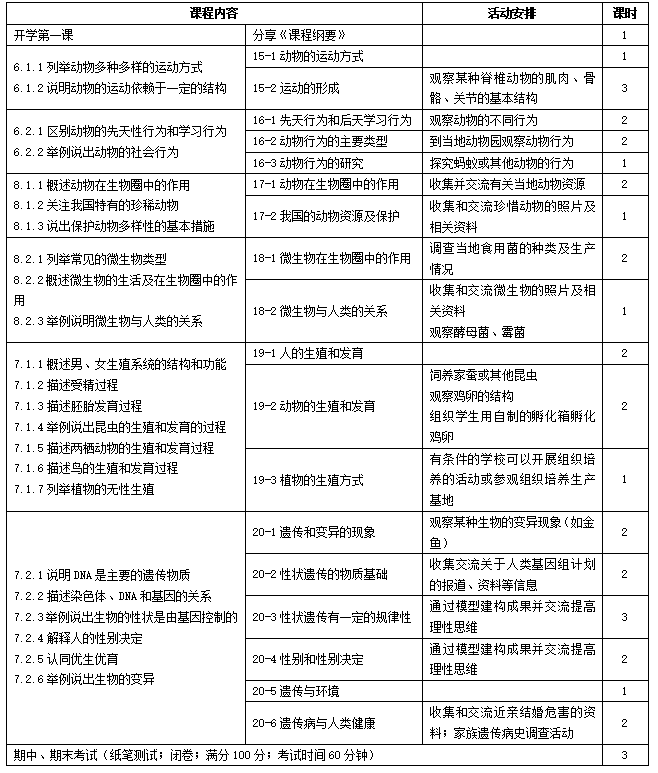 课程内容 活动安排 课时
开学第一课 分享《课程纲要》 1
6.1.1列举动物多种多样的运动方式
6.1.2说明动物的运动依赖于一定的结构
15-1动物的运动方式 1
15-2运动的形成 观察某种脊椎动物的肌肉、骨
骼、关节的基本结构 3
6.2.1区别动物的先天性行为和学习行为
6.2.2举例说出动物的社会行为
16-1先天行为和后天学习行为 观察动物的不同行为 2
16-2动物行为的主要类型 到当地动物园观察动物行为 2
16-3动物行为的研究 探究蚂蚁或其他动物的行为 1
8.1.1概述动物在生物圈中的作用
8.1.2关注我国特有的珍稀动物
8.1.3说出保护动物多样性的基本措施
17-1动物在生物圈中的作用 收集并交流有关当地动物资源 2
17-2我国的动物资源及保护 收集和交流珍惜动物的照片及
相关资料 1
8.2.1列举常见的微生物类型
8.2.2概述微生物的生活及在生物圈中的作
用
8.2.3举例说明微生物与人类的关系
18-1微生物在生物圈中的作用 调查当地食用菌的种类及生产
情况 2
18-2微生物与人类的关系 收集和交流微生物的照片及相
关资料
观察酵母菌、霉菌 1
7.1.1概述男、女生殖系统的结构和功能
7.1.2描述受精过程
7.1.3描述胚胎发育过程
7.1.4举例说出昆虫的生殖和发育的过程
7.1.5描述两栖动物的生殖和发育过程
7.1.6描述鸟的生殖和发育过程
7.1.7列举植物的无性生殖
19-1人的生殖和发育 2
19-2动物的生殖和发育 饲养家蚕或其他昆虫
观察鸡卵的结构
组织学生用自制的孵化箱孵化
鸡卵 2
19-3植物的生殖方式 有条件的学校可以开展组织培
养的活动或参观组织培养生产
基地 1
7.2.1说明DNA是主要的遗传物质
7.2.2描述染色体、DNA和基因的关系
7.2.3举例说出生物的性状是由基因控制的
7.2.4解释人的性别决定
7.2.5认同优生优育
7.2.6举例说出生物的变异
20-1遗传和变异的现象 观察某种生物的变异现象(如金
鱼) 2
20-2性状遗传的物质基础 收集交流关于人类基因组计划
的报道、资料等信息 2
20-3性状遗传有一定的规律性 通过模型建构成果并交流提高
理性思维 3
20-4性别和性别决定 通过模型建构成果并交流提高
理性思维 2
20-5遗传与环境 1
20-6遗传病与人类健康 收集和交流近亲结婚危害的资
料；家族遗传病史调查活动 2
期中、期末考试（纸笔测试；闭卷；满分100分；考试时间60分钟） 3